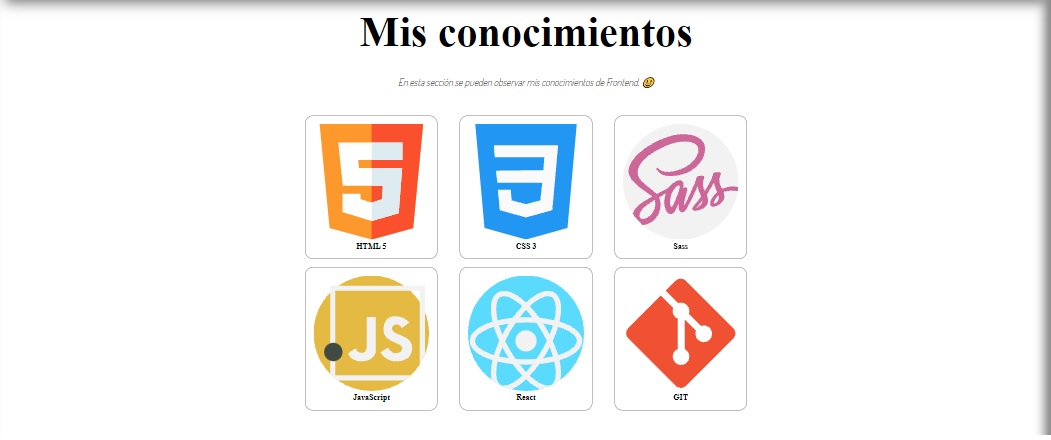 Mis conocimientos
En esta sección se pueden observar mis conocimientos de Frontend. 😃
5 3 Sass
HTML 5 CSS 3 Sass
JS
JavaScript React GIT